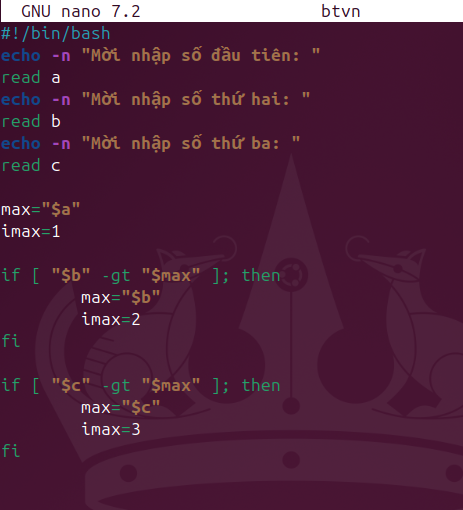 GNU nano 7.2 btvn
#!/bin/bash
echo -n "Mời nhập số đầu tiên: "
read a
echo -n "Mời nhập số thứ hai: "
read b
echo -n "Mời nhập số thứ ba: "
read c
max="$a"
imax=1
if [ "$b" -gt "$max" ]; then
        max="$b"
        imax=2
fi
if [ "$c" -gt "$max" ]; then
        max="$c"
        imax=3
fi